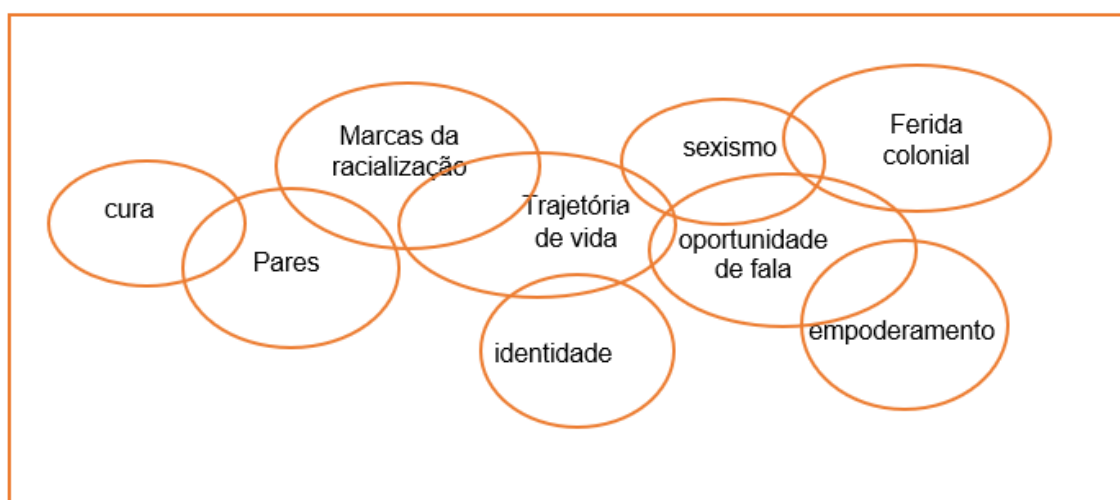 cura
Pares
Marcas da
racialização
Trajetória
de vida
identidade
sexismo
oportunidade
de fala
Ferida
colonial
empoderamento